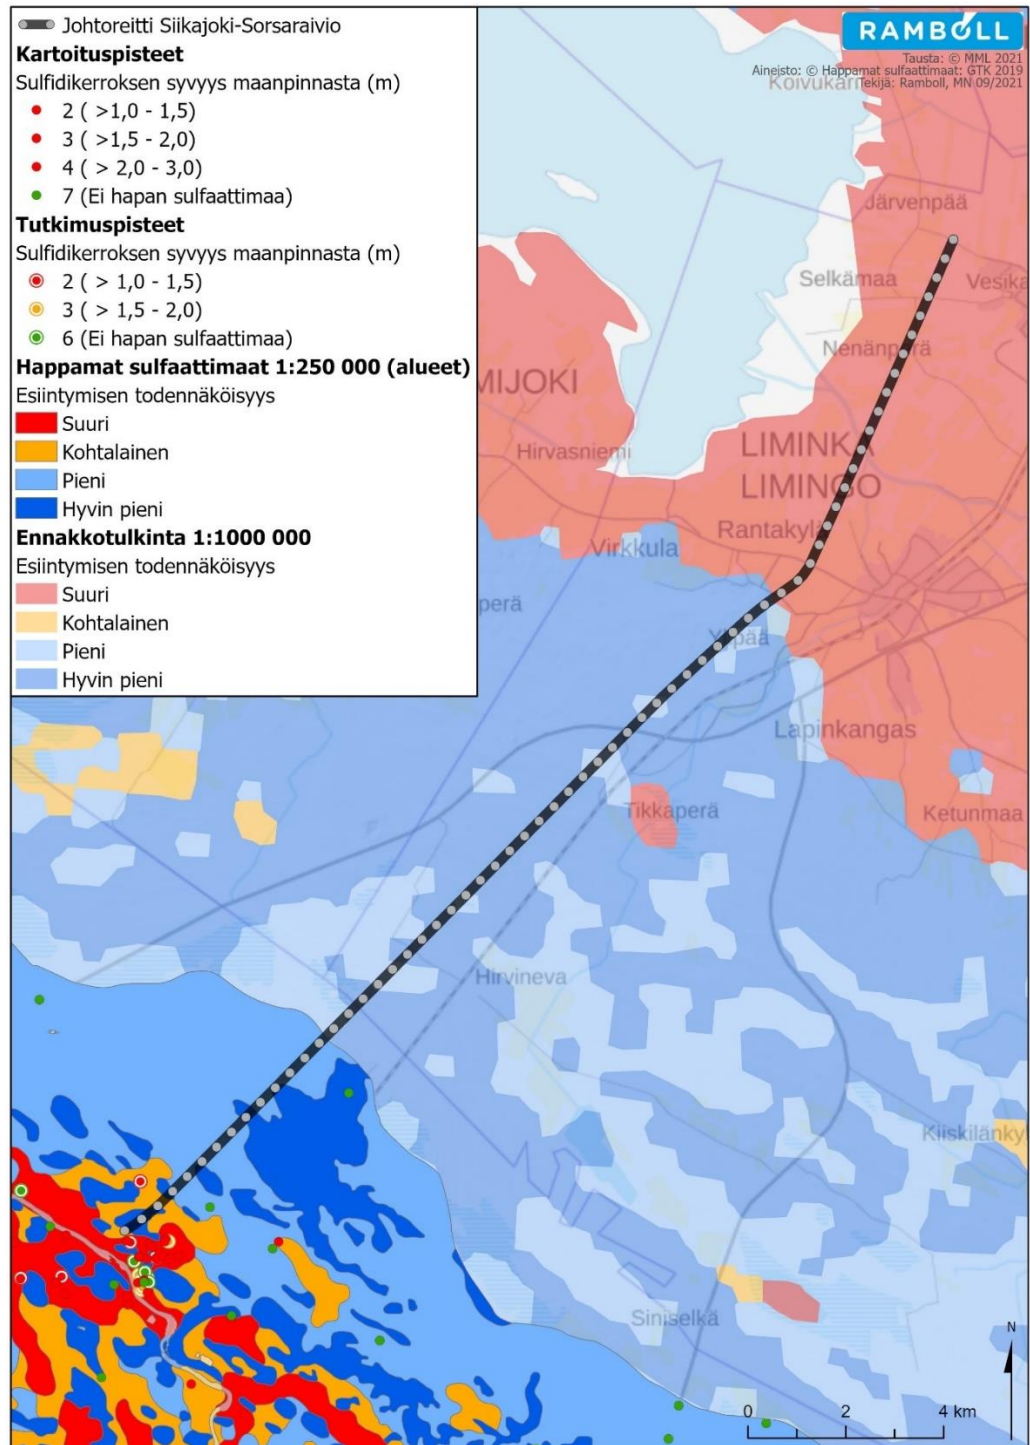 Johtoreitti Siikajoki-Sorsaraivio
Kartoituspisteet
Sulfidikerroksen syvyys maanpinnasta (m)
2 ( >1,0 - 1,5)
3 ( >1,5 - 2,0)
4 ( > 2,0 - 3,0)
7 (Ei hapan sulfaattimaa)
Tutkimuspisteet
Sulfidikerroksen syvyys maanpinnasta (m)
2 ( > 1,0 - 1,5)
3 ( > 1,5 - 2,0)
6 (Ei hapan sulfaattimaa)
Happamat sulfaattimaat 1:250 000 (alueet)
Esiintymisen todennäköisyys
Suuri
Kohtalainen
Pieni
Hyvin pieni
Ennakkotulkinta 1:1000 000
Esiintymisen todennäköisyys
Suuri
Kohtalainen
Pieni
Hyvin pieni
RAMBOLL
Tausta: © MML 2021
Aineisto: © Happamat sulfaattimaat: GTK 2019
Tekijä: Ramboll, MN 09/2021
Järvenpää
Selkämaa
Vesika
Nenänperä
MIJOKI
Hirvasniemi
LIMINKA
LIMINGO
Rantakylä
Virkkula
perä
Ylipää
Lapinkangas
Tikkaperä
Ketunmaa
Hirvineva
Kiiskilänky
Siniselkä
N
0 2 4 km